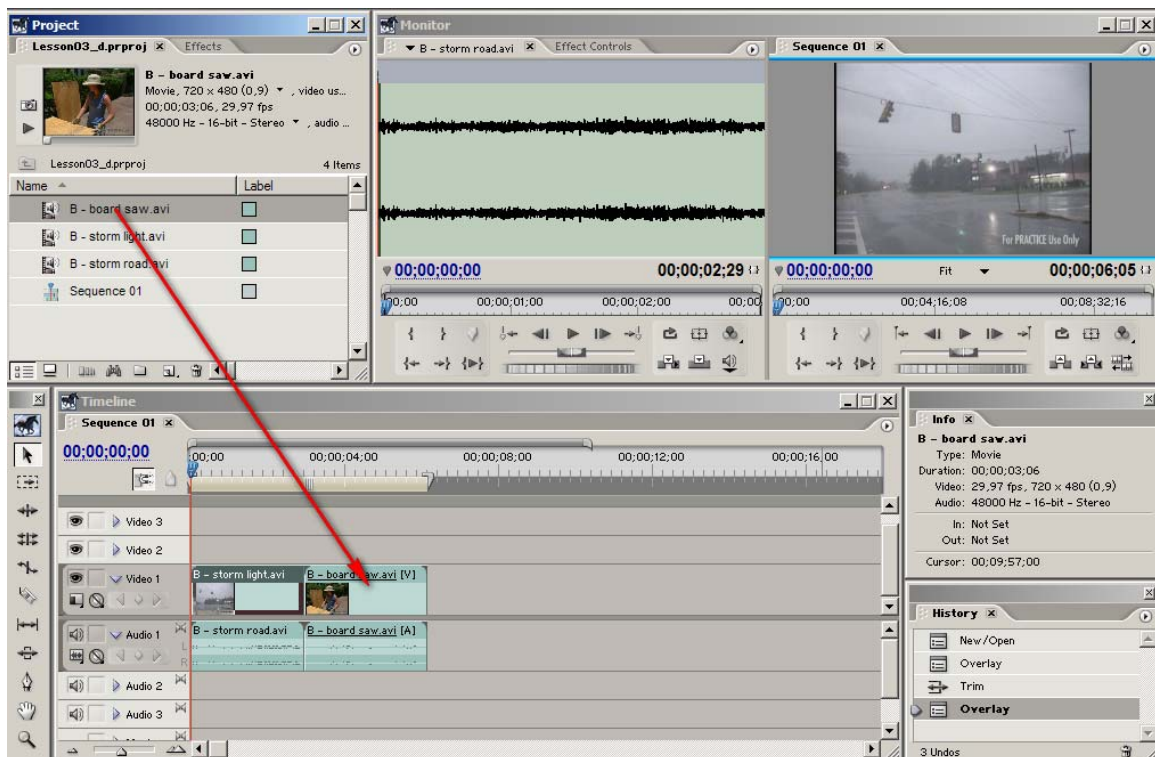 Project
Lesson03_d.prproj
Effects
B - board saw.avi
Movie, 720 x 480 (0,9) , video us...
00;00;03;06, 29,97 fps
48000 Hz - 16-bit - Stereo , audio ...
Lesson03_d.prproj
4 Items
Name
Label
B - board saw.avi
B - storm light.avi
B - storm road.avi
Sequence 01
Monitor
B - storm road.avi
Effect Controls
00;00;00;00
00;00;02;29
00;00
00;00;01;00
00;00;02;00
Sequence 01
For PRACTICE Use Only
00;00;00;00
Fit
00;00;06;05
00;00
00;04;16;08
00;08;32;16
Timeline
Sequence 01
00;00;00;00
00;00
00;00;04;00
00;00;08;00
00;00;12;00
00;00;16;00
Video 3
Video 2
Video 1
B - storm light.avi
B - board saw.avi [V]
Audio 1
L
R
B - storm road.avi
B - board saw.avi [A]
Audio 2
Audio 3
Info
B - board saw.avi
Type: Movie
Duration: 00;00;03;06
Video: 29,97 fps, 720 x 480 (0,9)
Audio: 48000 Hz - 16-bit - Stereo
In: Not Set
Out: Not Set
Cursor: 00;09;57;00
History
New/Open
Overlay
Trim
Overlay
3 Undos